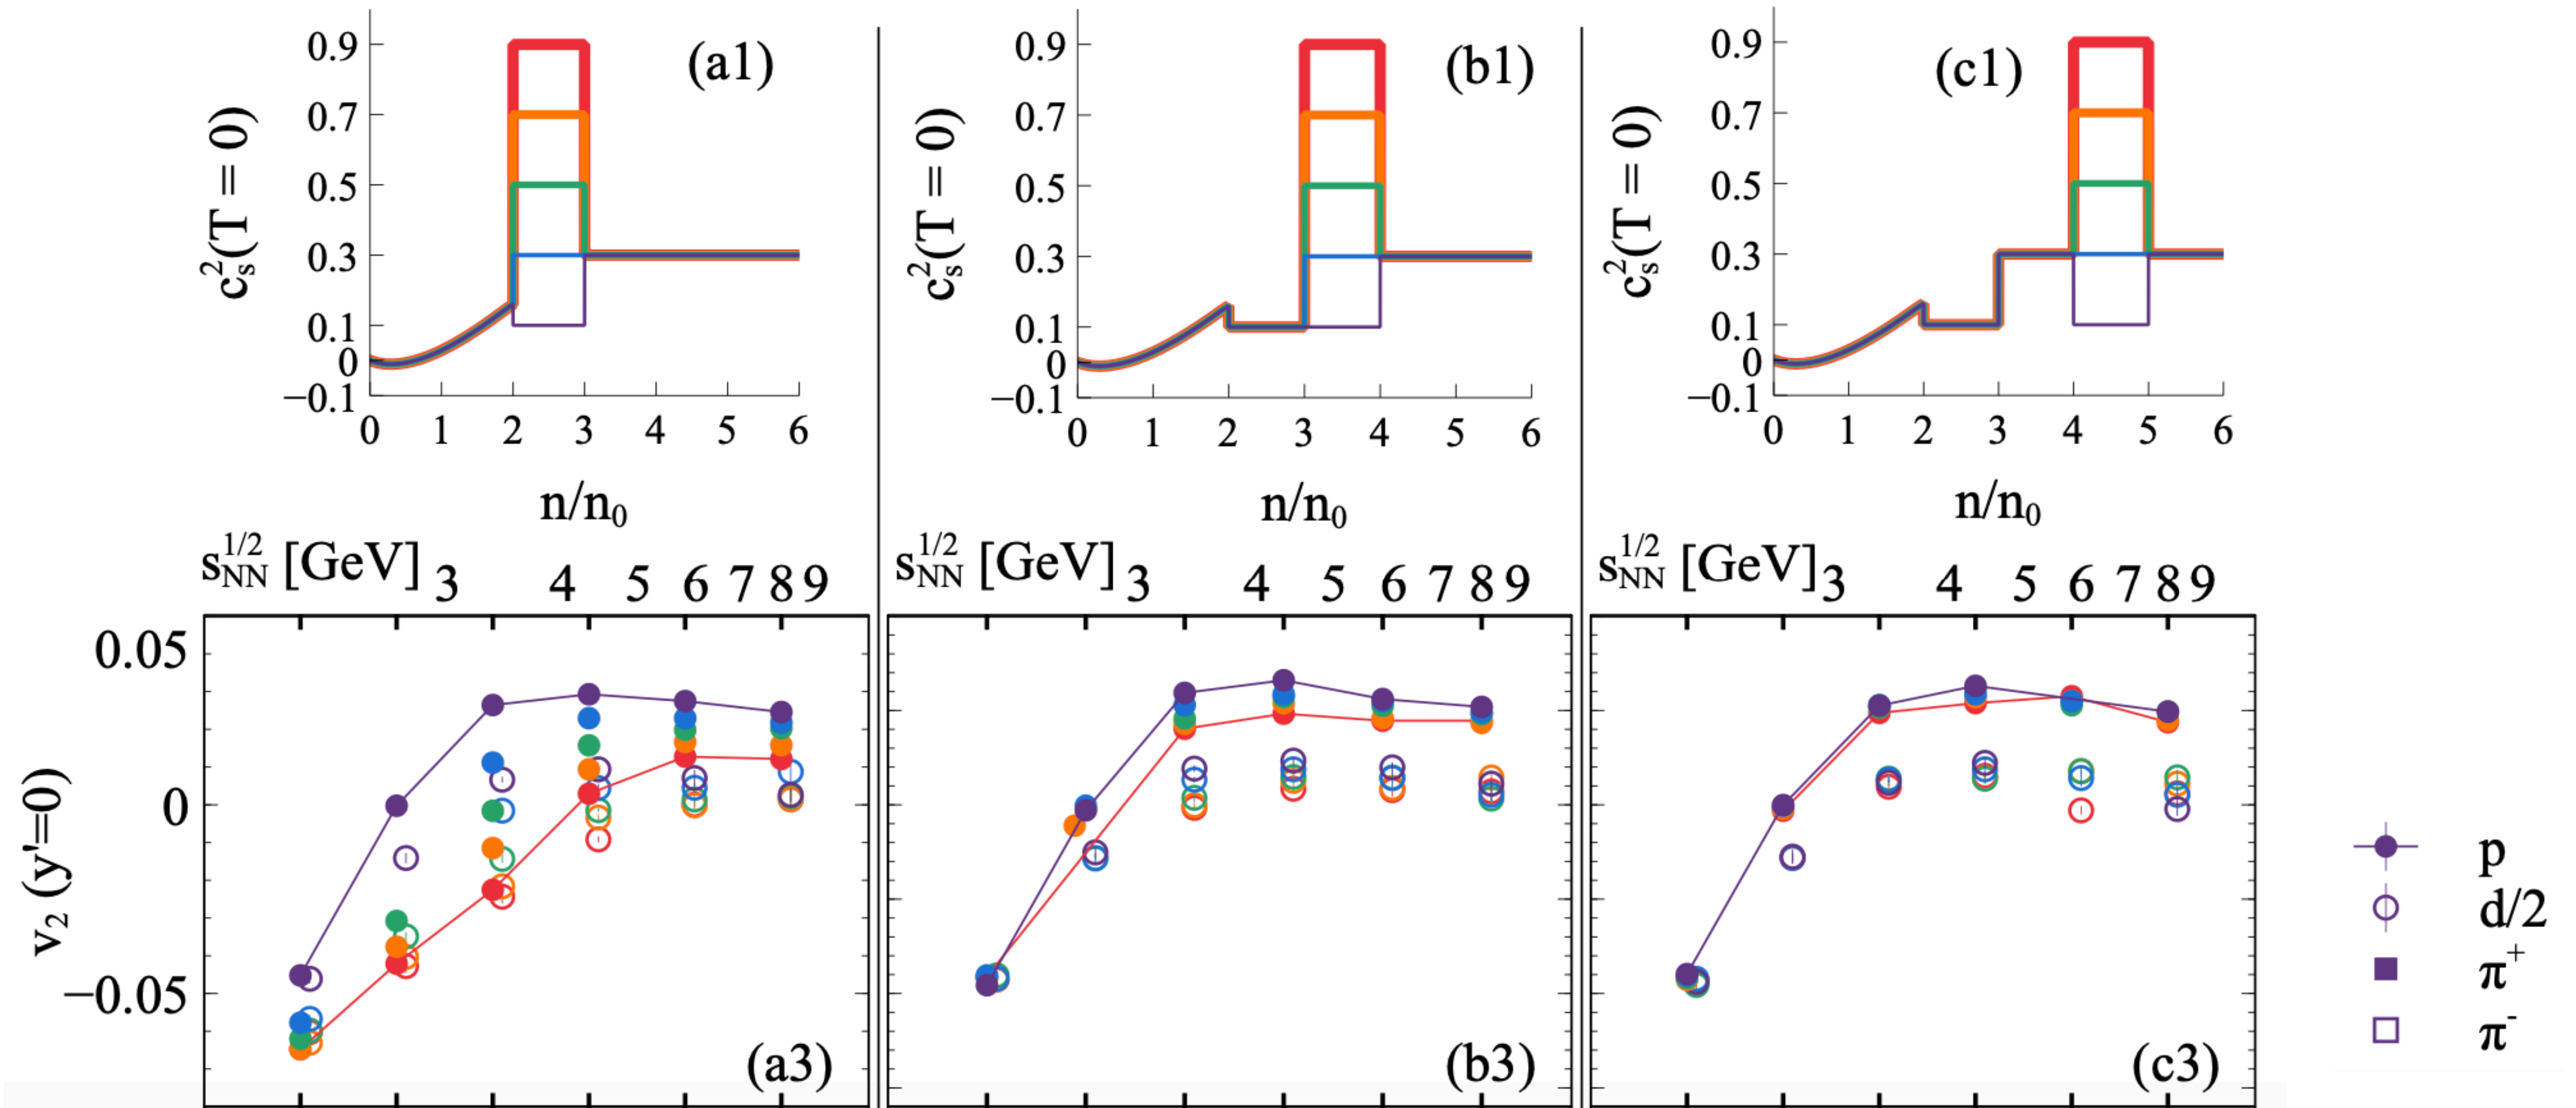 (a1)
c_s^2(T = 0)
0.9
0.7
0.5
0.3
0.1
0
−0.1
0 1 2 3 4 5 6
n/n_0
(b1)
c_s^2(T = 0)
0.9
0.7
0.5
0.3
0.1
0
−0.1
0 1 2 3 4 5 6
n/n_0
(c1)
c_s^2(T = 0)
0.9
0.7
0.5
0.3
0.1
0
−0.1
0 1 2 3 4 5 6
n/n_0
s_NN^1/2 [GeV] 3 4 5 6 7 8 9
s_NN^1/2 [GeV] 3 4 5 6 7 8 9
s_NN^1/2 [GeV] 3 4 5 6 7 8 9
v_2 (y'=0)
0.05
0
−0.05
(a3)
(b3)
(c3)
p
d/2
π^+
π^-